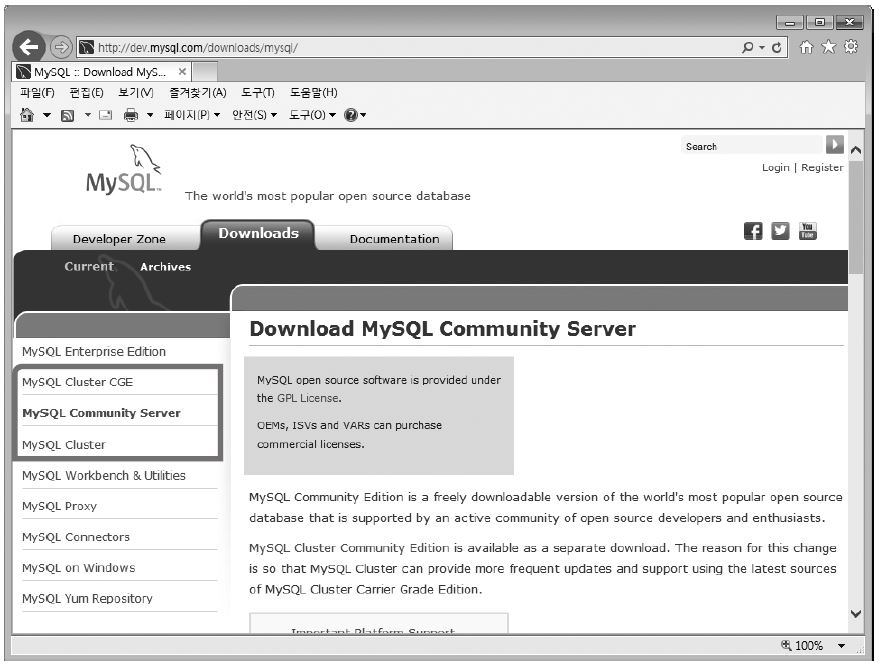 http://dev.mysql.com/downloads/mysql/
MySQL :: Download MyS...
파일(F) 편집(E) 보기(V) 즐겨찾기(A) 도구(T) 도움말(H)
페이지(P) 안전(S) 도구(O)
Search
Login | Register
MySQL™
The world's most popular open source database
Developer Zone
Downloads
Documentation
You Tube
Current
Archives
Download MySQL Community Server
MySQL Enterprise Edition
MySQL Cluster CGE
MySQL Community Server
MySQL Cluster
MySQL Workbench & Utilities
MySQL Proxy
MySQL Connectors
MySQL on Windows
MySQL Yum Repository
MySQL open source software is provided under
the GPL License.
OEMs, ISVs and VARs can purchase
commercial licenses.
MySQL Community Edition is a freely downloadable version of the world's most popular open source
database that is supported by an active community of open source developers and enthusiasts.
MySQL Cluster Community Edition is available as a separate download. The reason for this change
is so that MySQL Cluster can provide more frequent updates and support using the latest sources
of MySQL Cluster Carrier Grade Edition.
Important Platform Support
100%